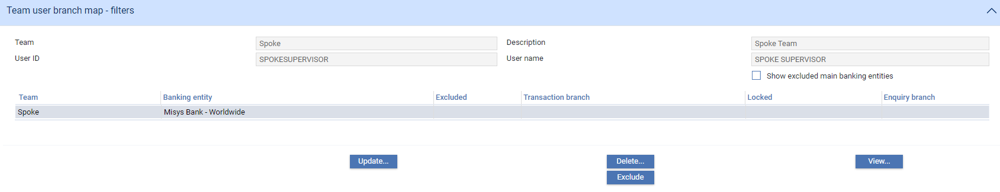 Team user branch map - filters
Team Spoke Description Spoke Team
User ID SPOKESUPERVISOR User name SPOKE SUPERVISOR
Show excluded main banking entities
Team Banking entity Excluded Transaction branch Locked Enquiry branch
Spoke Misys Bank - Worldwide
Update... Delete... View...
Exclude